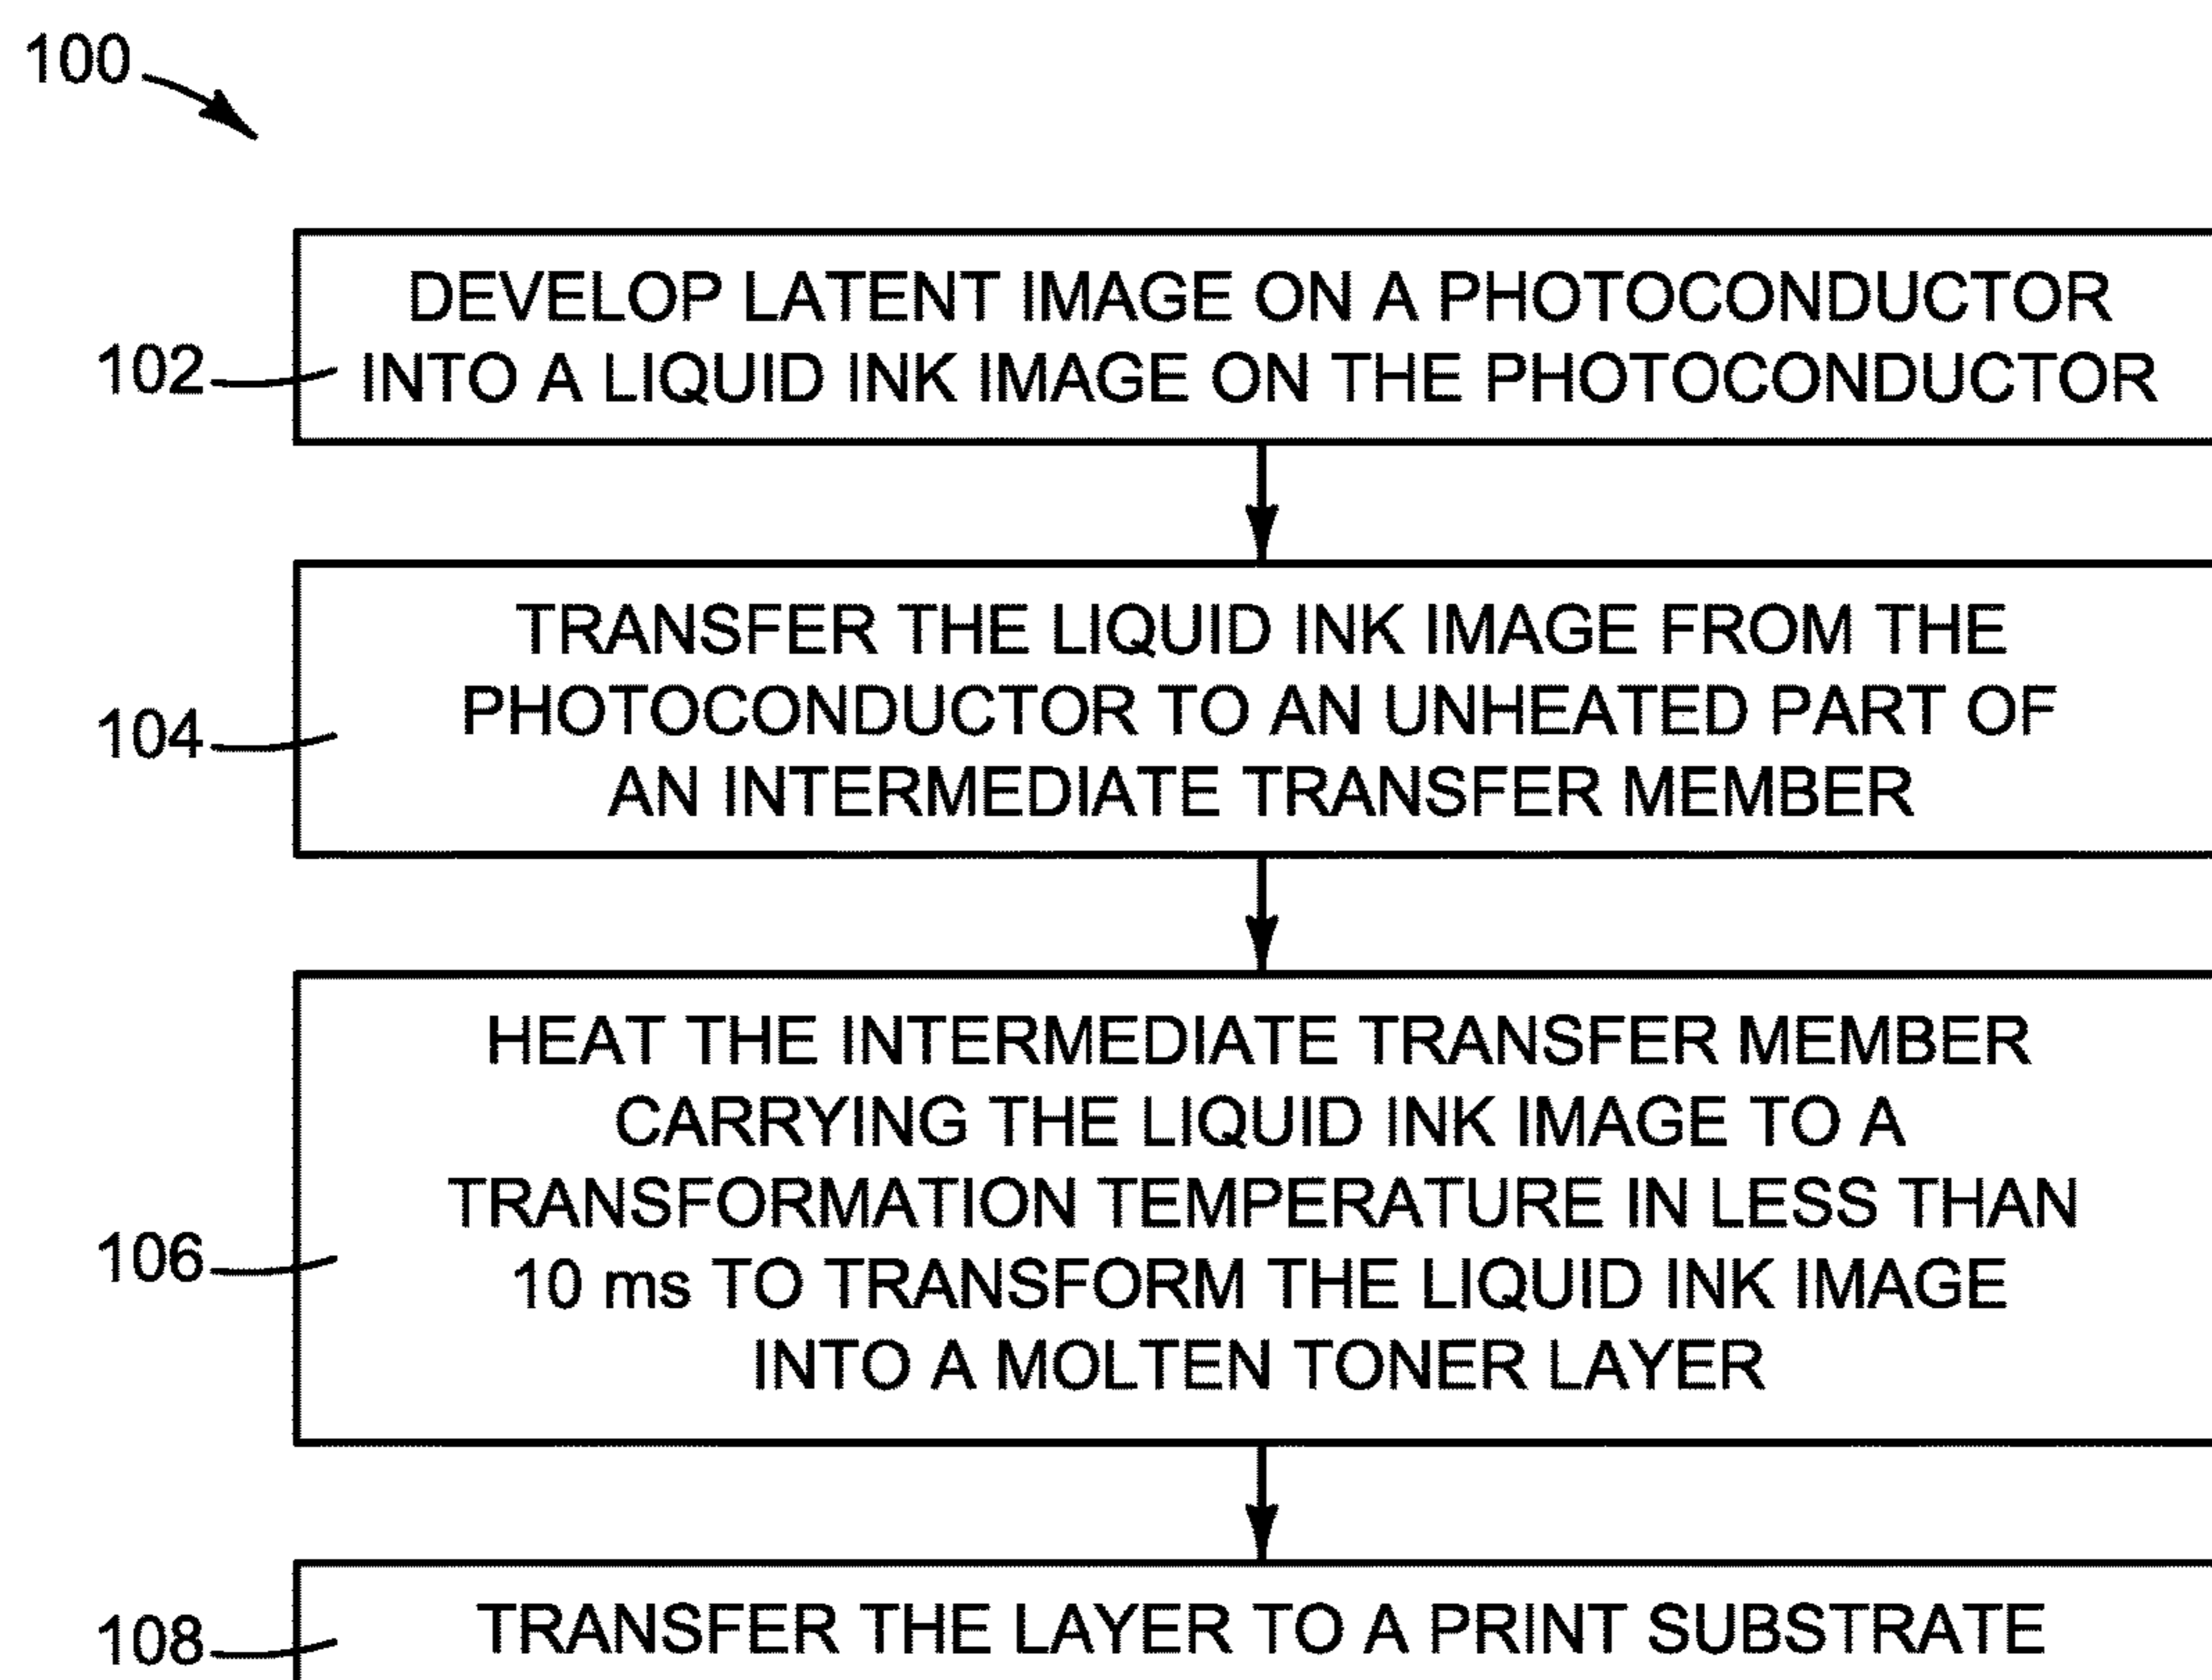 100
DEVELOP LATENT IMAGE ON A PHOTOCONDUCTOR
102 INTO A LIQUID INK IMAGE ON THE PHOTOCONDUCTOR
TRANSFER THE LIQUID INK IMAGE FROM THE
104 PHOTOCONDUCTOR TO AN UNHEATED PART OF
AN INTERMEDIATE TRANSFER MEMBER
HEAT THE INTERMEDIATE TRANSFER MEMBER
CARRYING THE LIQUID INK IMAGE TO A
TRANSFORMATION TEMPERATURE IN LESS THAN
106 10 ms TO TRANSFORM THE LIQUID INK IMAGE
INTO A MOLTEN TONER LAYER
108 TRANSFER THE LAYER TO A PRINT SUBSTRATE